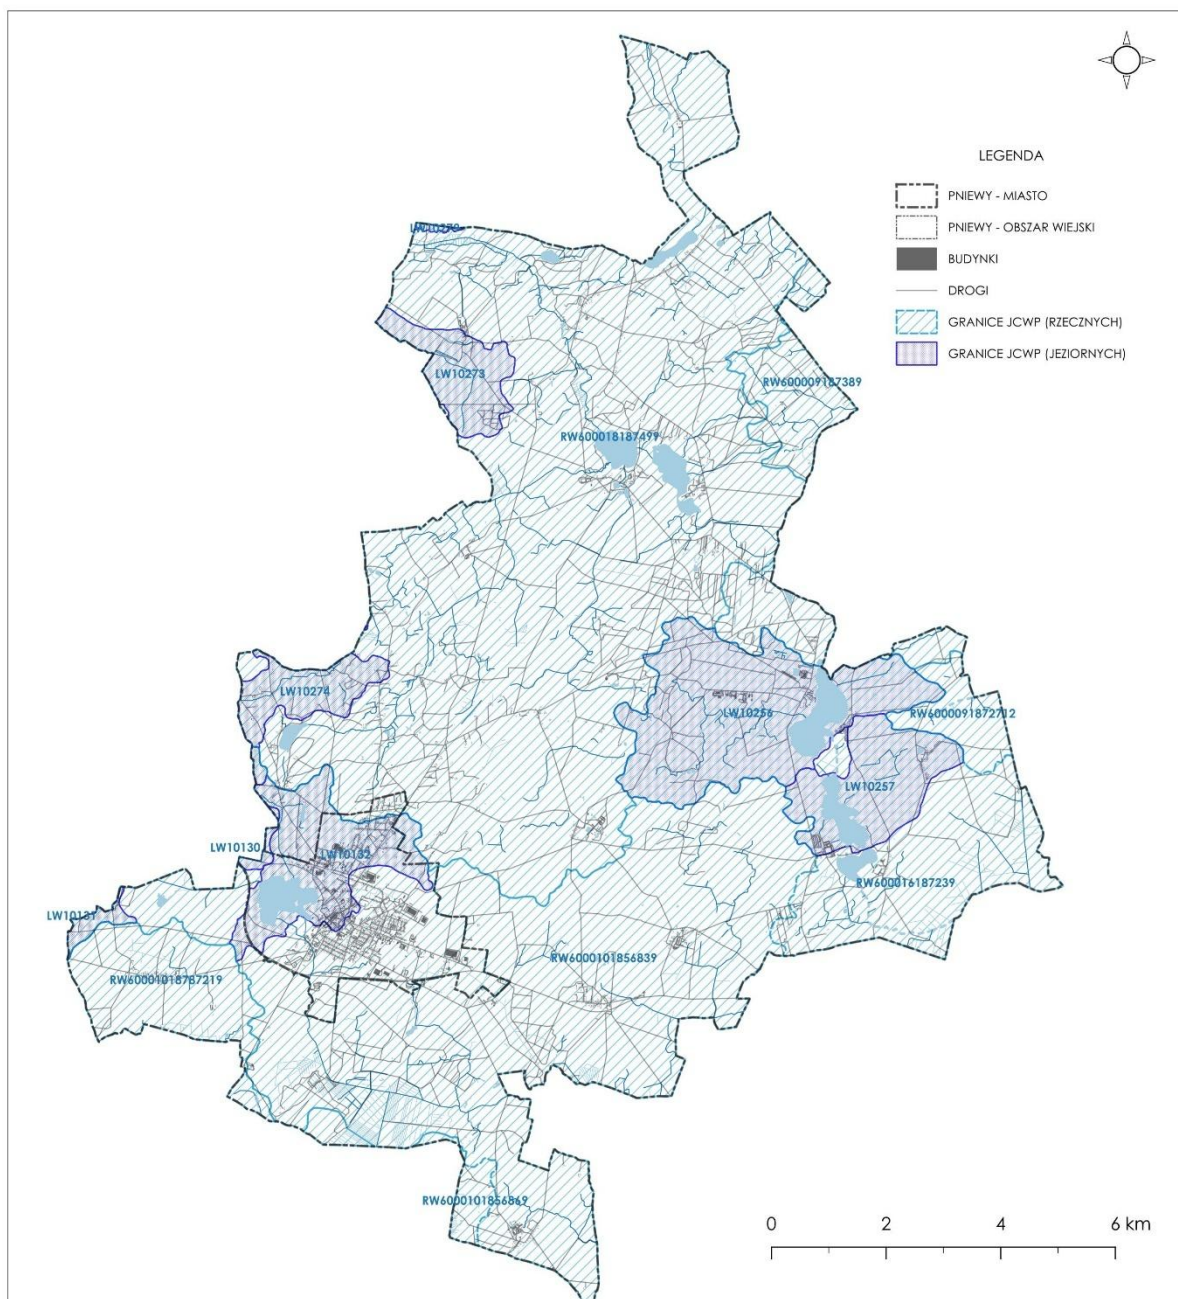 LEGENDA
PNIEWY - MIASTO
PNIEWY - OBSZAR WIEJSKI
BUDYNKI
DROGI
GRANICE JCWP (RZECZNYCH)
GRANICE JCWP (JEZIORNYCH)
LW10273
RW600009187389
RW600018187499
LW10274
LW10256
RW6000091872712
LW10257
LW10130
LW10132
RW600016187239
LW10131
RW6000101856839
RW60001018787219
RW6000101856869
0 2 4 6 km